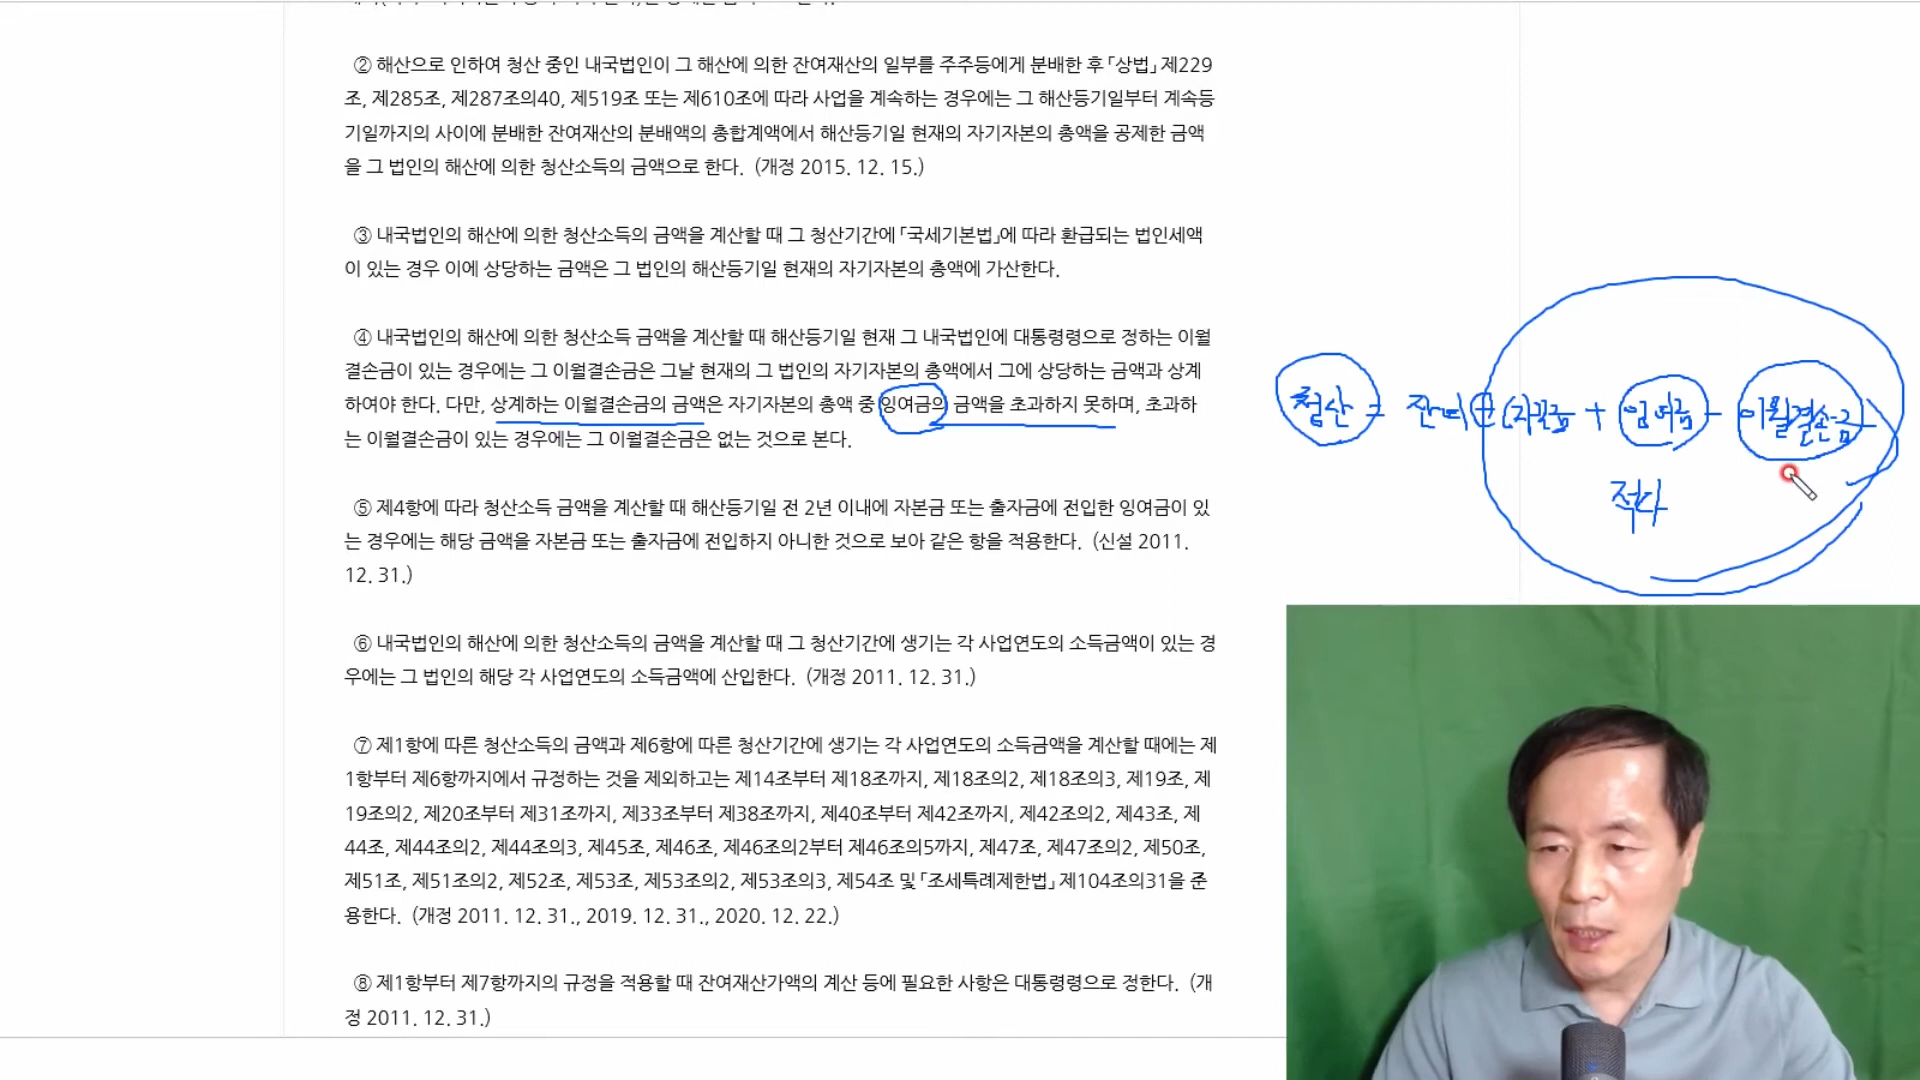 ② 해산으로 인하여 청산 중인 내국법인이 그 해산에 의한 잔여재산의 일부를 주주등에게 분배한 후 「상법」 제229
조, 제285조, 제287조의40, 제519조 또는 제610조에 따라 사업을 계속하는 경우에는 그 해산등기일부터 계속등
기일까지의 사이에 분배한 잔여재산의 분배액의 총합계액에서 해산등기일 현재의 자기자본의 총액을 공제한 금액
을 그 법인의 해산에 의한 청산소득의 금액으로 한다. (개정 2015. 12. 15.)
③ 내국법인의 해산에 의한 청산소득의 금액을 계산할 때 그 청산기간에 「국세기본법」에 따라 환급되는 법인세액
이 있는 경우 이에 상당하는 금액은 그 법인의 해산등기일 현재의 자기자본의 총액에 가산한다.
④ 내국법인의 해산에 의한 청산소득 금액을 계산할 때 해산등기일 현재 그 내국법인에 대통령령으로 정하는 이월
결손금이 있는 경우에는 그 이월결손금은 그날 현재의 그 법인의 자기자본의 총액에서 그에 상당하는 금액과 상계
하여야 한다. 다만, 상계하는 이월결손금의 금액은 자기자본의 총액 중 잉여금의 금액을 초과하지 못하며, 초과하
는 이월결손금이 있는 경우에는 그 이월결손금은 없는 것으로 본다.
청산 = 잔여 - (자본금 + 잉여금 - 이월결손금)
적다
⑤ 제4항에 따라 청산소득 금액을 계산할 때 해산등기일 전 2년 이내에 자본금 또는 출자금에 전입한 잉여금이 있
는 경우에는 해당 금액을 자본금 또는 출자금에 전입하지 아니한 것으로 보아 같은 항을 적용한다. (신설 2011.
12. 31.)
⑥ 내국법인의 해산에 의한 청산소득의 금액을 계산할 때 그 청산기간에 생기는 각 사업연도의 소득금액이 있는 경
우에는 그 법인의 해당 각 사업연도의 소득금액에 산입한다. (개정 2011. 12. 31.)
⑦ 제1항에 따른 청산소득의 금액과 제6항에 따른 청산기간에 생기는 각 사업연도의 소득금액을 계산할 때에는 제
1항부터 제6항까지에서 규정하는 것을 제외하고는 제14조부터 제18조까지, 제18조의2, 제18조의3, 제19조, 제
19조의2, 제20조부터 제31조까지, 제33조부터 제38조까지, 제40조부터 제42조까지, 제42조의2, 제43조, 제
44조, 제44조의2, 제44조의3, 제45조, 제46조, 제46조의2부터 제46조의5까지, 제47조, 제47조의2, 제50조,
제51조, 제51조의2, 제52조, 제53조, 제53조의2, 제53조의3, 제54조 및 「조세특례제한법」 제104조의31을 준
용한다. (개정 2011. 12. 31., 2019. 12. 31., 2020. 12. 22.)
⑧ 제1항부터 제7항까지의 규정을 적용할 때 잔여재산가액의 계산 등에 필요한 사항은 대통령령으로 정한다. (개
정 2011. 12. 31.)